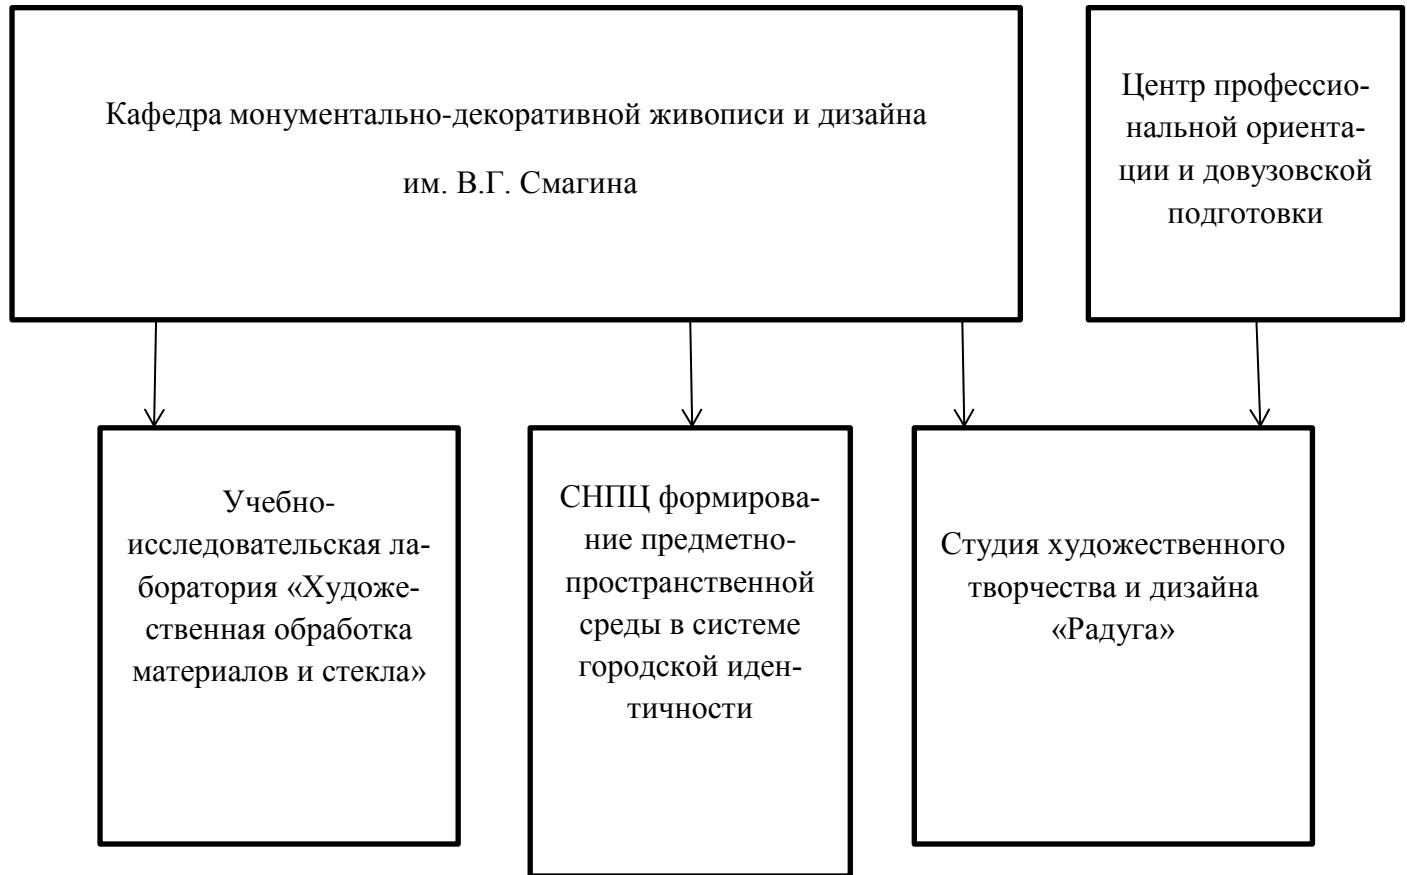 Кафедра монументально-декоративной живописи и дизайна
им. В.Г. Смагина
Центр профессио-
нальной ориента-
ции и довузовской
подготовки
Учебно-
исследовательская ла-
боратория «Художе-
ственная обработка
материалов и стекла»
СНПЦ формирова-
ние предметно-
пространственной
среды в системе
городской иден-
тичности
Студия художественного
творчества и дизайна
«Радуга»